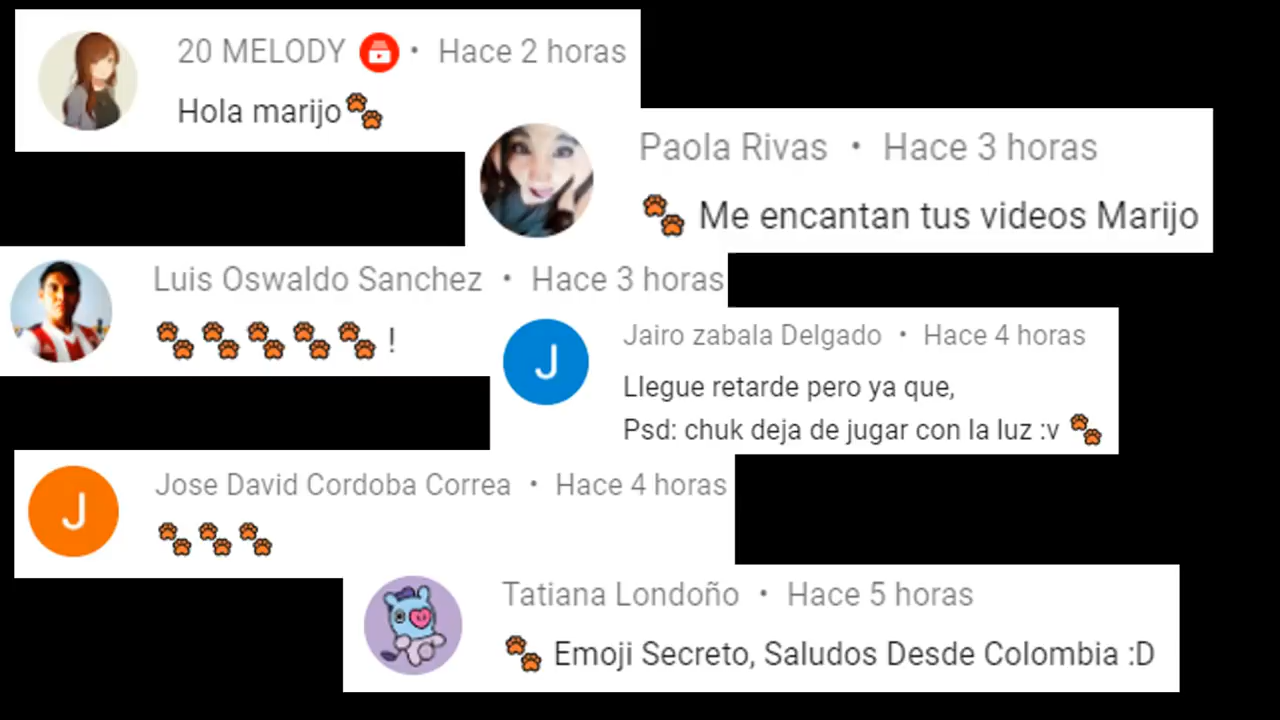 20 MELODY • Hace 2 horas
Hola marijo🐾
Paola Rivas • Hace 3 horas
🐾 Me encantan tus videos Marijo
Luis Oswaldo Sanchez • Hace 3 horas
🐾🐾🐾🐾🐾 !
Jairo zabala Delgado • Hace 4 horas
J
Llegue retarde pero ya que,
Psd: chuk deja de jugar con la luz :v 🐾
Jose David Cordoba Correa • Hace 4 horas
J
🐾🐾🐾
Tatiana Londoño • Hace 5 horas
🐾 Emoji Secreto, Saludos Desde Colombia :D